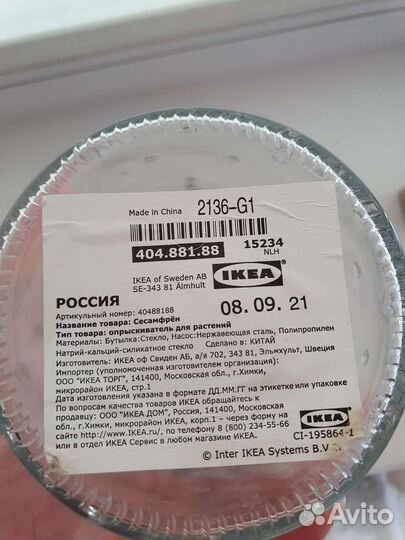 Made in China 2136-G1
404.881.88 15234
NLH
IKEA of Sweden AB
SE-343 81 Älmhult
IKEA
РОССИЯ 08.09.21
Артикульный номер: 40488188
Название товара: Сесамфрён
Тип товара: опрыскиватель для растений
Материалы: Бутылка:Стекло, Насос:Нержавеющая сталь, Полипропилен
Натрий-кальций-силикатное стекло Сделано в: КИТАЙ
Изготовитель: ИКЕА оф Свиден АБ, а/я 702, 343 81, Эльмхульт, Швеция
Импортер (уполномоченная изготовителем организация):
ООО "ИКЕА ТОРГ", 141400, Московская обл., г.Химки,
микрорайон ИКЕА, стр.1
Дата изготовления указана в формате ДД.ММ.ГГ на этикетке или упаковке
По вопросам качества товаров ИКЕА обращайтесь к
продавцу: ООО "ИКЕА ДОМ", Россия, 141400, Московская
обл., г.Химки, микрорайон ИКЕА, корп.1 – через форму на
сайте http://www.IKEA.ru/, по телефону 8 (800) 234-55-66
или в отделе ИКЕА Сервис в любом магазине ИКЕА.
IKEA
CI-195864-1
© Inter IKEA Systems B.V.
Avito